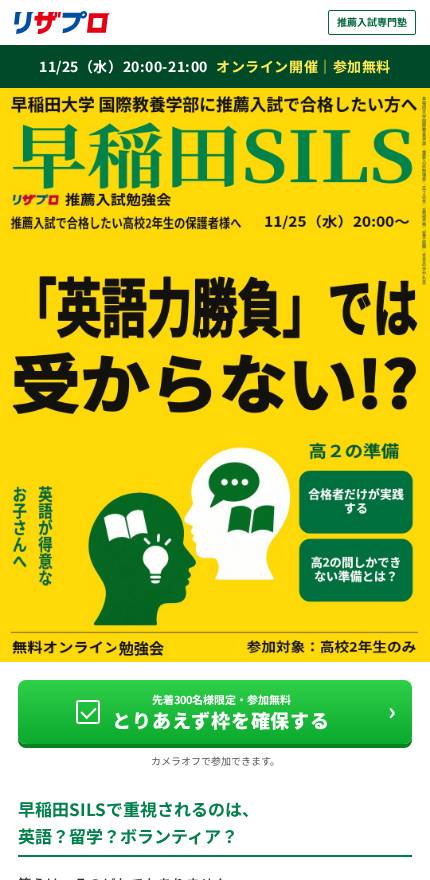 リザプロ
推薦入試専門塾
11/25（水）20:00-21:00 オンライン開催｜参加無料
早稲田大学 国際教養学部に推薦入試で合格したい方へ
早稲田SILS
リザプロ 推薦入試勉強会
推薦入試で合格したい高校2年生の保護者様へ 11/25（水）20:00〜
「英語力勝負」では
受からない!?
英語が得意な
お子さんへ
高２の準備
合格者だけが実践
する
高2の間しかでき
ない準備とは？
無料オンライン勉強会
参加対象：高校2年生のみ
先着300名様限定・参加無料
とりあえず枠を確保する
›
カメラオフで参加できます。
早稲田SILSで重視されるのは、
英語？留学？ボランティア？